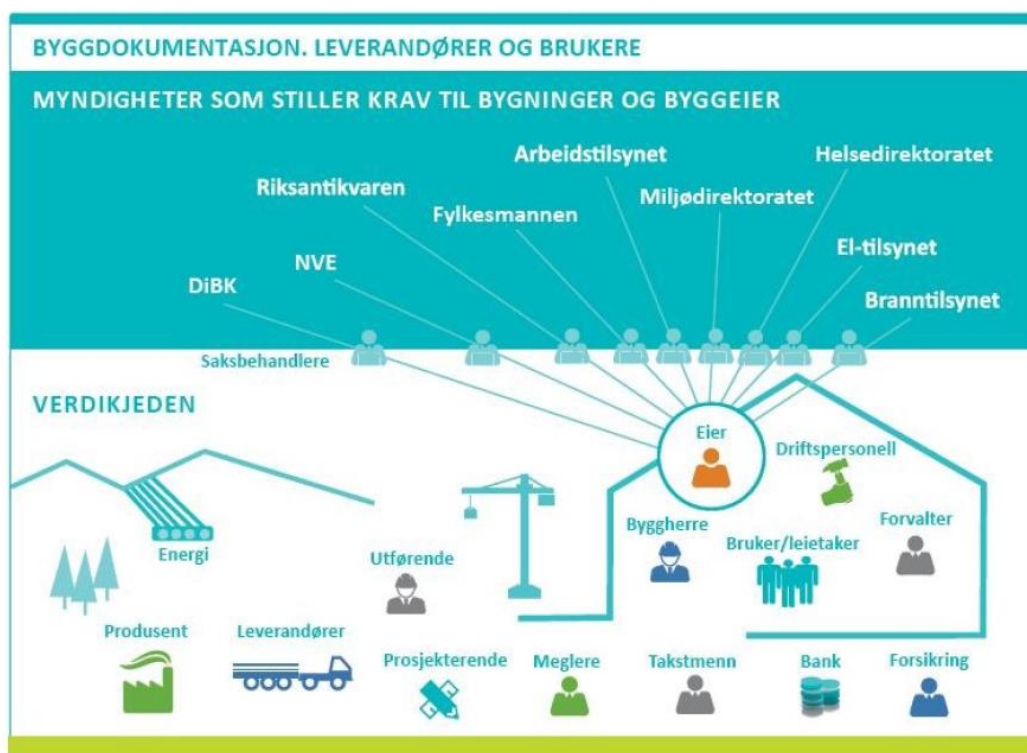 BYGGDOKUMENTASJON. LEVERANDØRER OG BRUKERE
MYNDIGHETER SOM STILLER KRAV TIL BYGNINGER OG BYGGEIER
Arbeidstilsynet
Helsedirektoratet
Riksantikvaren
Miljødirektoratet
Fylkesmannen
El-tilsynet
NVE
DiBK
Branntilsynet
Saksbehandlere
VERDIKJEDEN
Eier
Driftspersonell
Byggherre
Forvalter
Bruker/leietaker
Energi
Utførende
Produsent
Leverandører
Prosjekterende
Meglere
Takstmenn
Bank
Forsikring